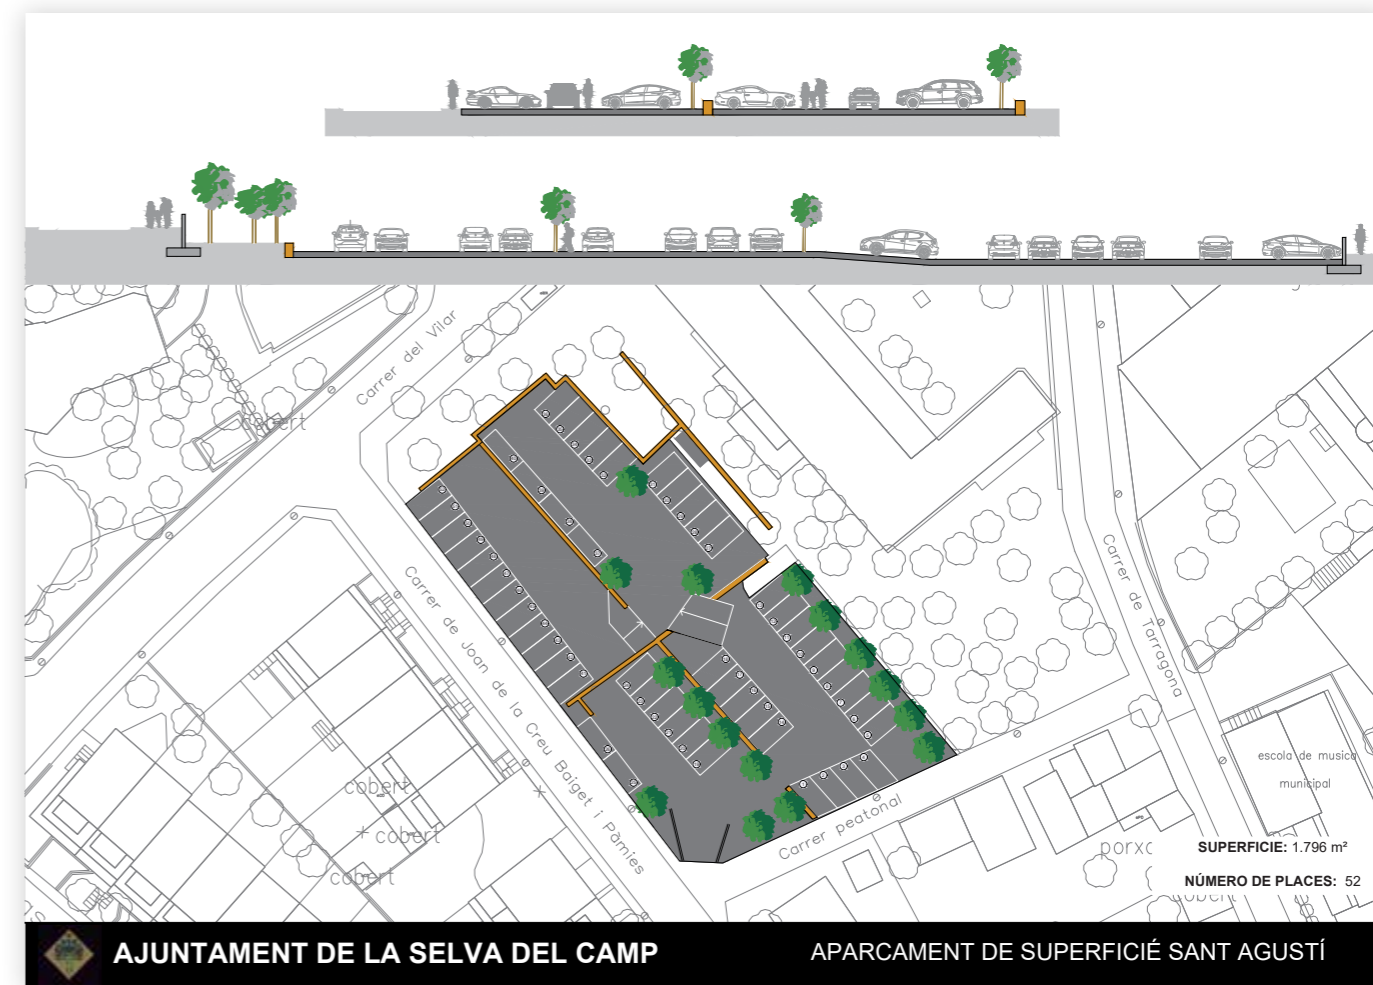 Carrer del Vilar
cobert
Carrer de Joan de la Creu Baiget i Pàmies
Carrer de Tarragona
escola de musica
municipal
cobert
cobert
cobert
Carrer peatonal
SUPERFICIE: 1.796 m²
NÚMERO DE PLACES: 52
AJUNTAMENT DE LA SELVA DEL CAMP
APARCAMENT DE SUPERFICIÉ SANT AGUSTÍ